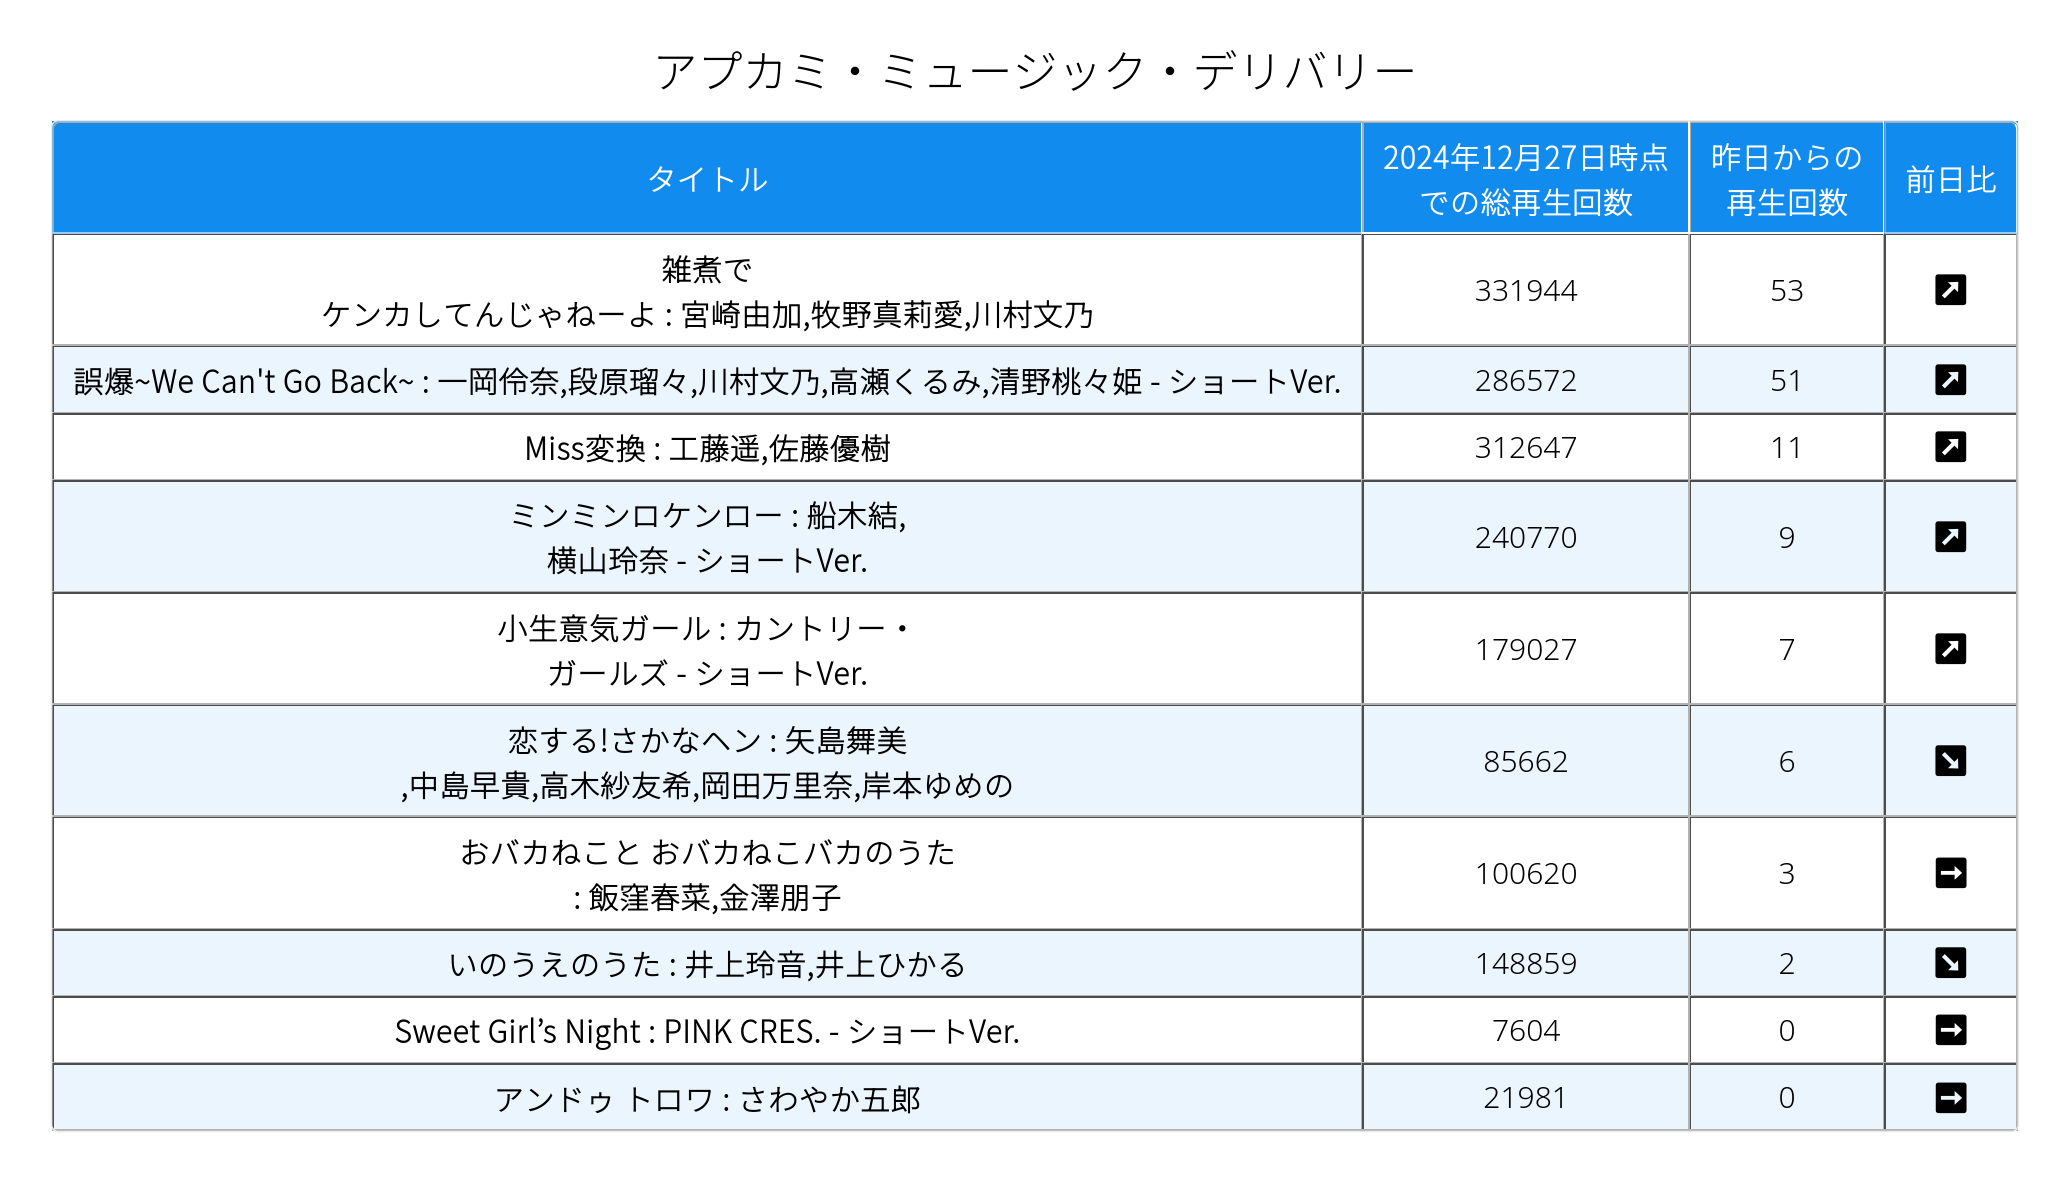 アプカミ・ミュージック・デリバリー
タイトル
2024年12月27日時点
での総再生回数
昨日からの
再生回数
前日比
雑煮で
ケンカしてんじゃねーよ : 宮崎由加,牧野真莉愛,川村文乃
331944
53
誤爆~We Can't Go Back~ : 一岡伶奈,段原瑠々,川村文乃,高瀬くるみ,清野桃々姫 - ショートVer.
286572
51
Miss変換 : 工藤遥,佐藤優樹
312647
11
ミンミンロケンロー : 船木結,
横山玲奈 - ショートVer.
240770
9
小生意気ガール : カントリー・
ガールズ - ショートVer.
179027
7
恋する!さかなヘン : 矢島舞美
,中島早貴,高木紗友希,岡田万里奈,岸本ゆめの
85662
6
おバカねこと おバカねこバカのうた
: 飯窪春菜,金澤朋子
100620
3
いのうえのうた : 井上玲音,井上ひかる
148859
2
Sweet Girl’s Night : PINK CRES. - ショートVer.
7604
0
アンドゥ トロワ : さわやか五郎
21981
0